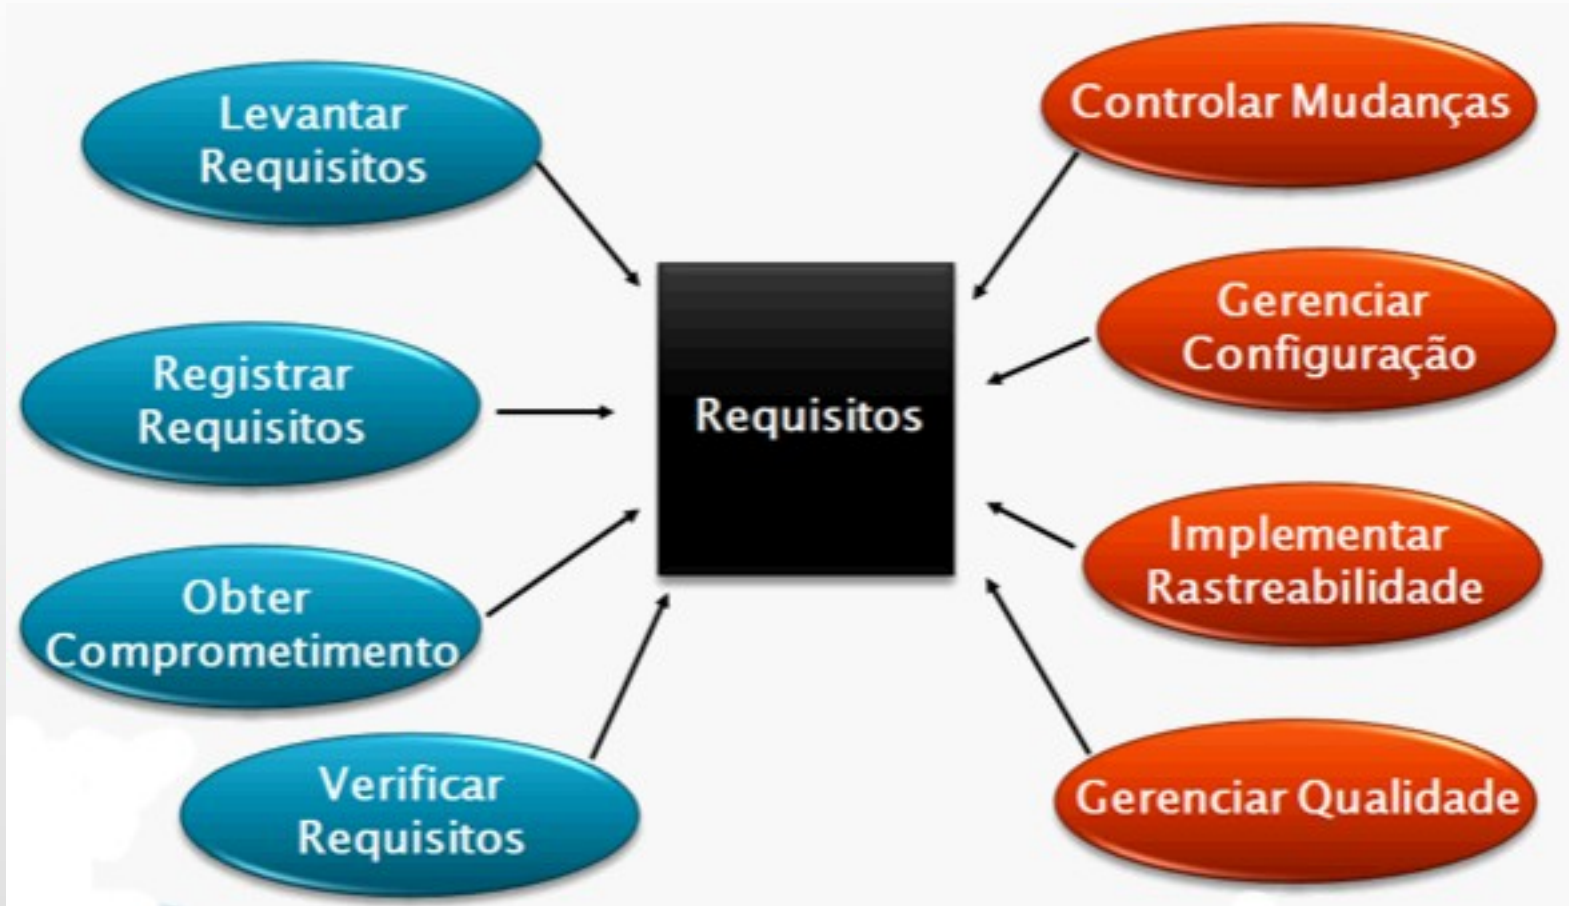 Levantar
Requisitos
Registrar
Requisitos
Obter
Comprometimento
Verificar
Requisitos
Requisitos
Controlar Mudanças
Gerenciar
Configuração
Implementar
Rastreabilidade
Gerenciar Qualidade